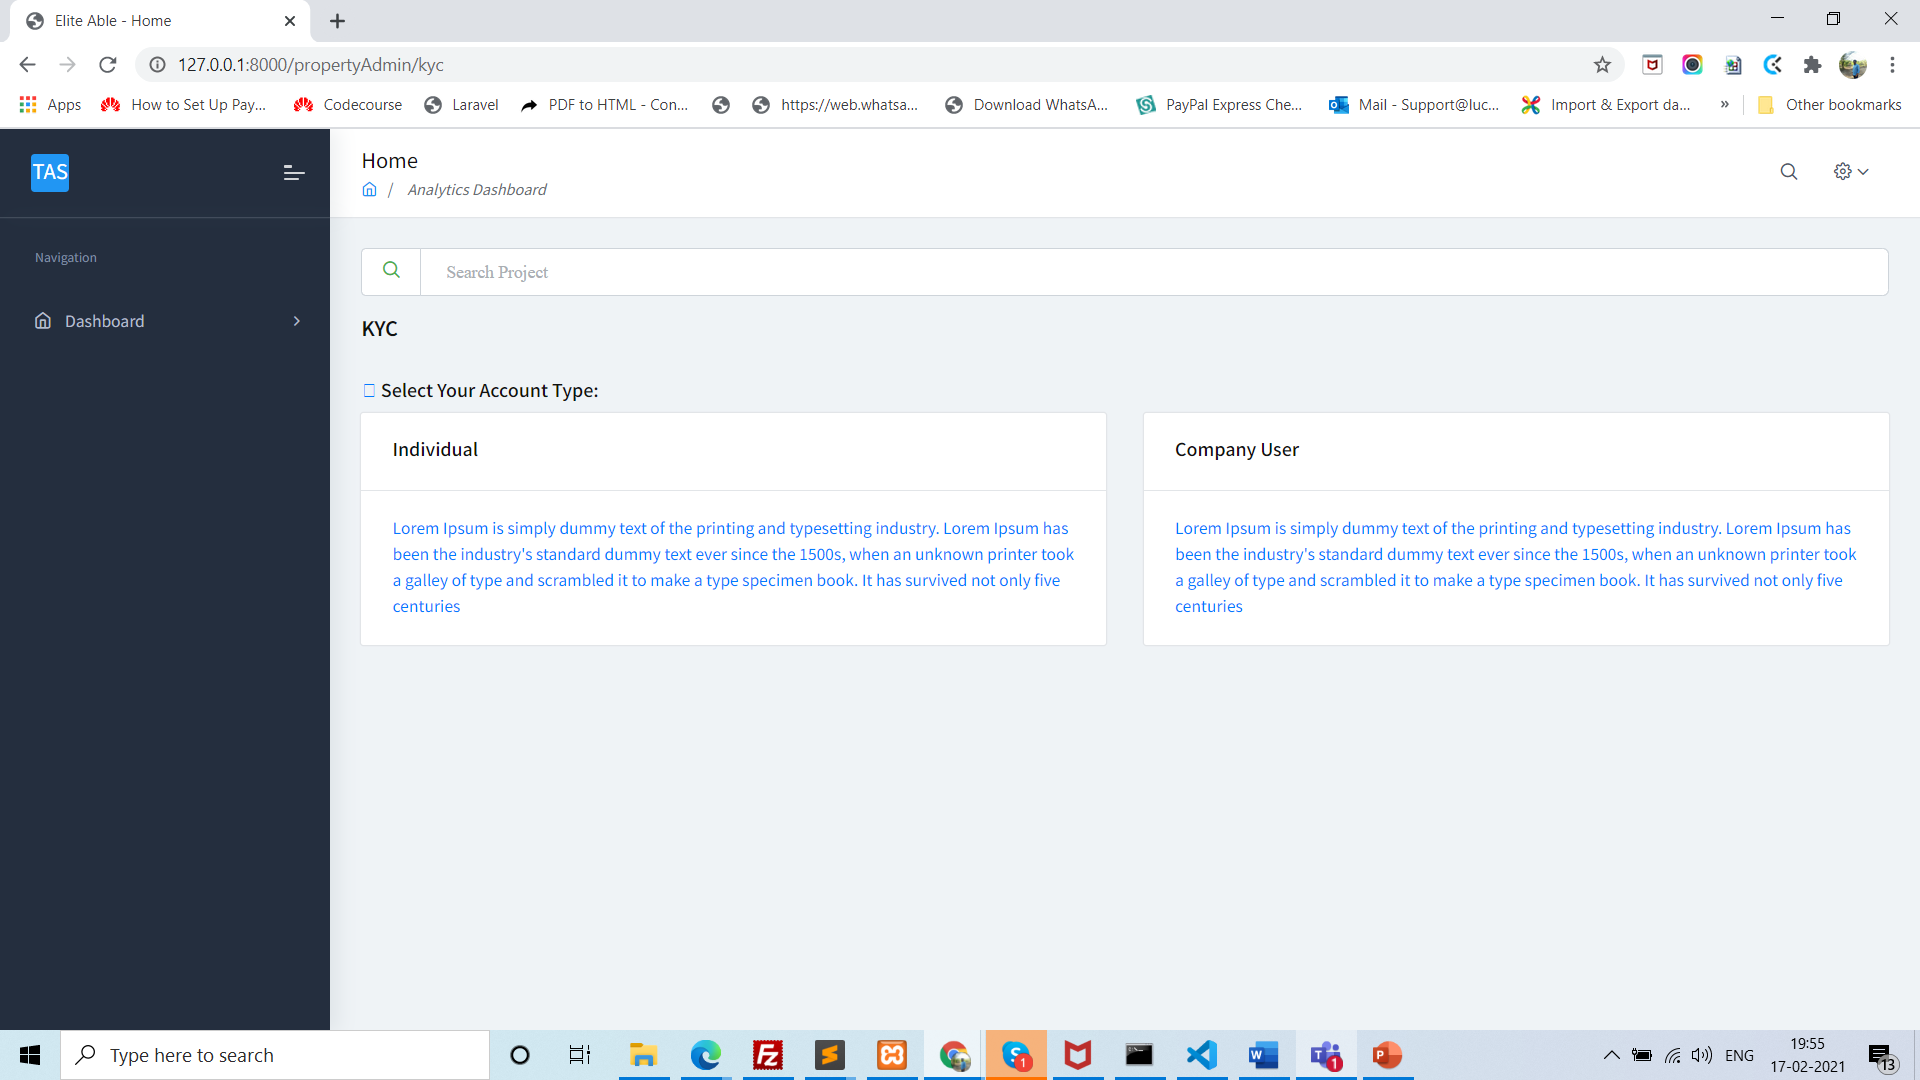 Elite Able - Home
127.0.0.1:8000/propertyAdmin/kyc
Apps How to Set Up Pay... Codecourse Laravel PDF to HTML - Con... https://web.whatsa... Download WhatsA... PayPal Express Che... Mail - Support@luc... Import & Export da... » Other bookmarks
TAS
Home
/ Analytics Dashboard
Navigation
Dashboard
Search Project
KYC
Select Your Account Type:
Individual
Lorem Ipsum is simply dummy text of the printing and typesetting industry. Lorem Ipsum has
been the industry's standard dummy text ever since the 1500s, when an unknown printer took
a galley of type and scrambled it to make a type specimen book. It has survived not only five
centuries
Company User
Lorem Ipsum is simply dummy text of the printing and typesetting industry. Lorem Ipsum has
been the industry's standard dummy text ever since the 1500s, when an unknown printer took
a galley of type and scrambled it to make a type specimen book. It has survived not only five
centuries
Type here to search
1
1
ENG
19:55
17-02-2021
13